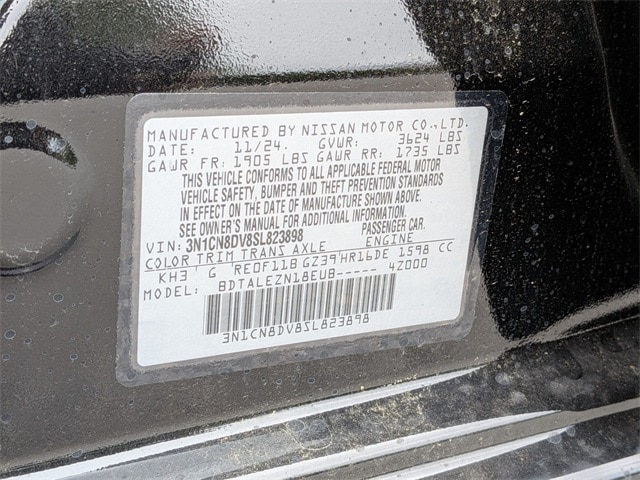 MANUFACTURED BY NISSAN MOTOR CO.,LTD.
DATE: 11/24. GVWR: 3624 LBS
GAWR FR: 1905 LBS GAWR RR: 1735 LBS
THIS VEHICLE CONFORMS TO ALL APPLICABLE FEDERAL MOTOR
VEHICLE SAFETY, BUMPER AND THEFT PREVENTION STANDARDS
IN EFFECT ON THE DATE OF MANUFACTURE SHOWN ABOVE.
SEE OWNER'S MANUAL FOR ADDITIONAL INFORMATION.
VIN: 3N1CN8DV8SL823898 PASSENGER CAR.
COLOR TRIM TRANS AXLE ENGINE
KH3 G RE0F11B GZ39 HR16DE 1598 CC
MODEL: BDTALEZN18EUB----- 42000
3N1CN8DV8SL823898